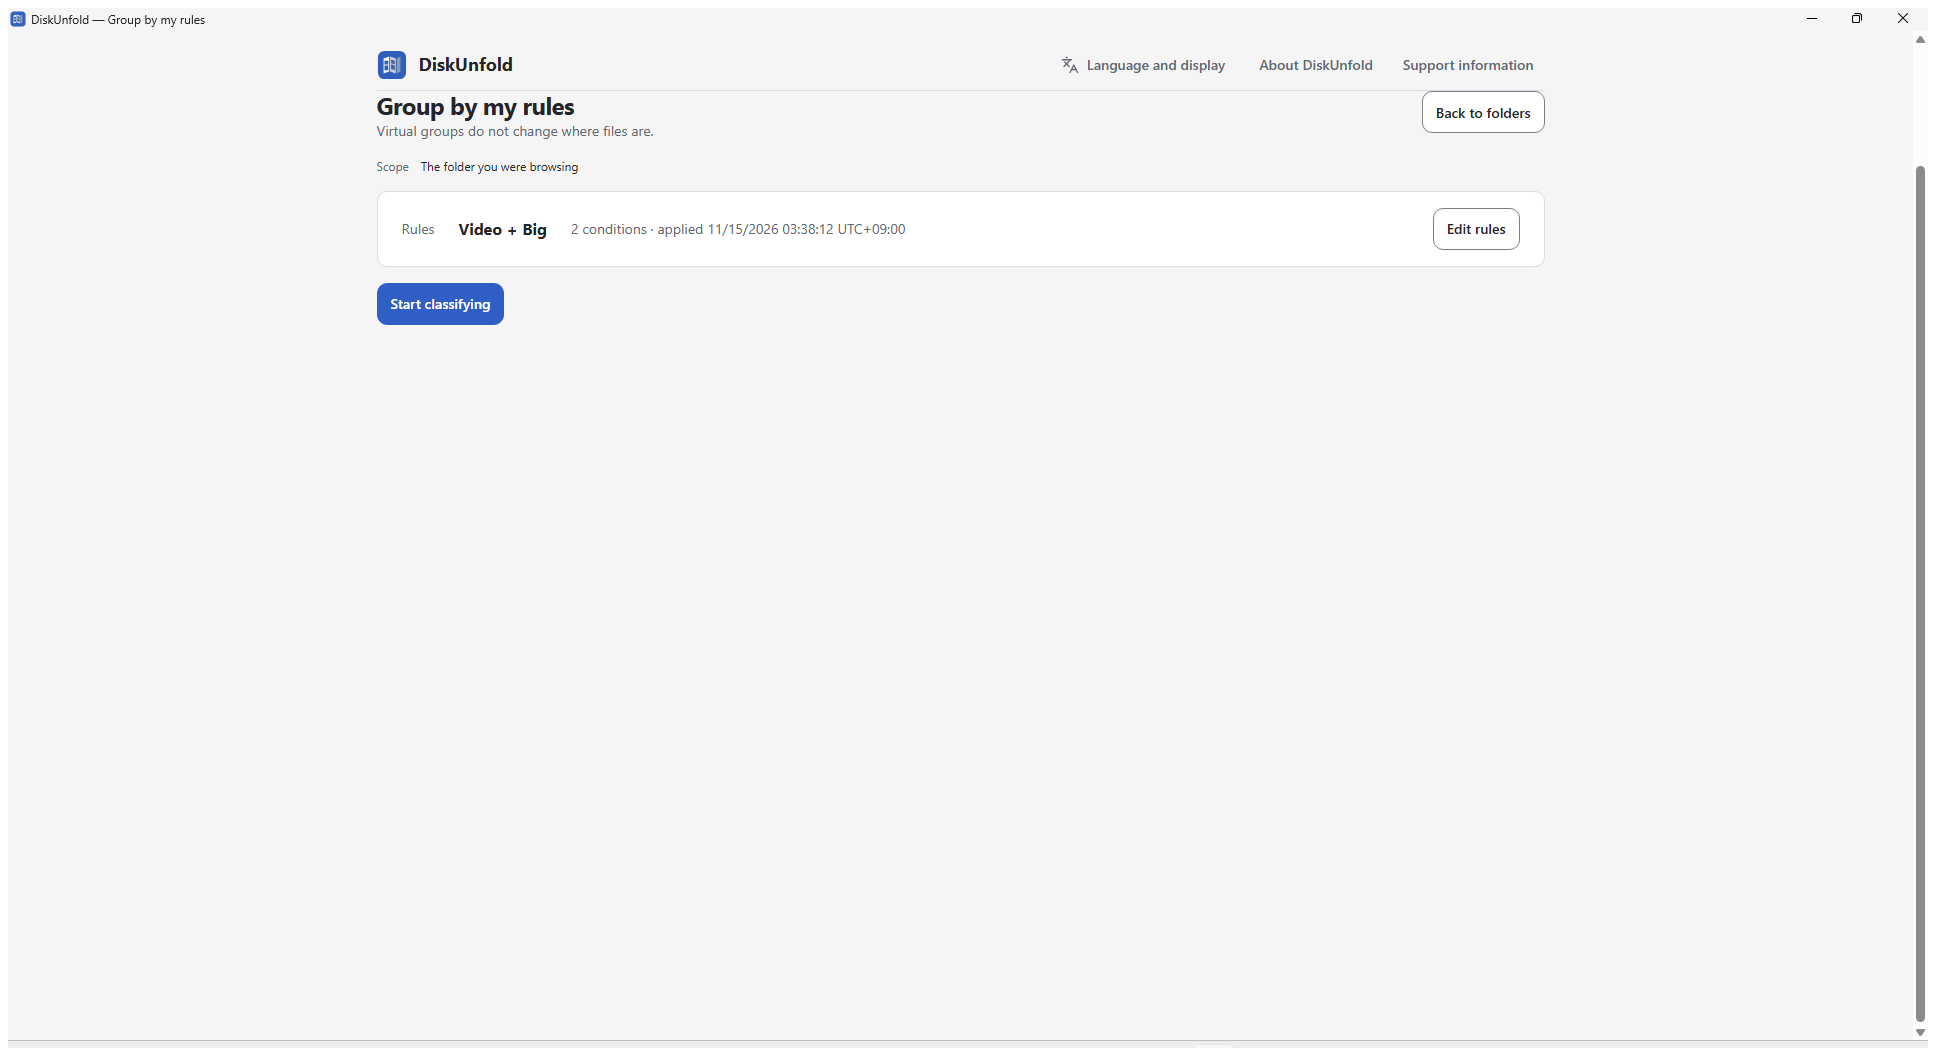 DiskUnfold — Group by my rules
DiskUnfold
Language and display
About DiskUnfold
Support information
Group by my rules
Back to folders
Virtual groups do not change where files are.
Scope The folder you were browsing
Rules Video + Big 2 conditions · applied 11/15/2026 03:38:12 UTC+09:00
Edit rules
Start classifying